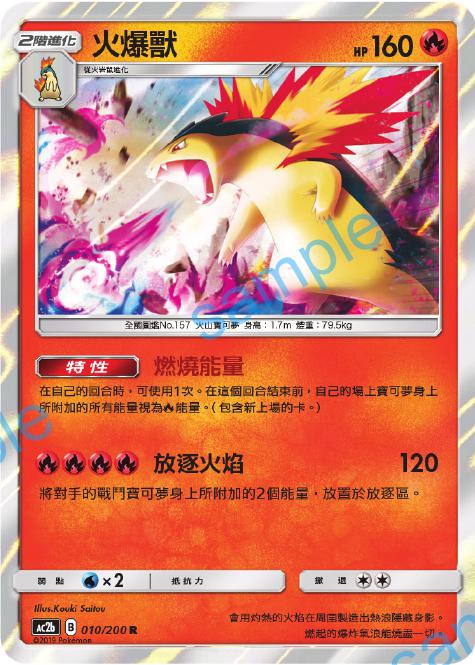 2階進化
火爆獸
HP 160
從火岩鼠進化
全國圖鑑No.157 火山寶可夢 身高：1.7m 體重：79.5kg
特性 燃燒能量
在自己的回合時，可使用1次。在這個回合結束前，自己的場上寶可夢身上
所附加的所有能量視為能量。（包含新上場的卡。）
放逐火焰 120
將對手的戰鬥寶可夢身上所附加的2個能量，放置於放逐區。
弱點 ×2 抵抗力 撤退
Illus.Kouki Saitou
AC2b B 010/200 R
©2019 Pokémon
會用灼熱的火焰在周圍製造出熱浪隱藏身影。
燃起的爆炸氣浪能燒盡一切。
sample